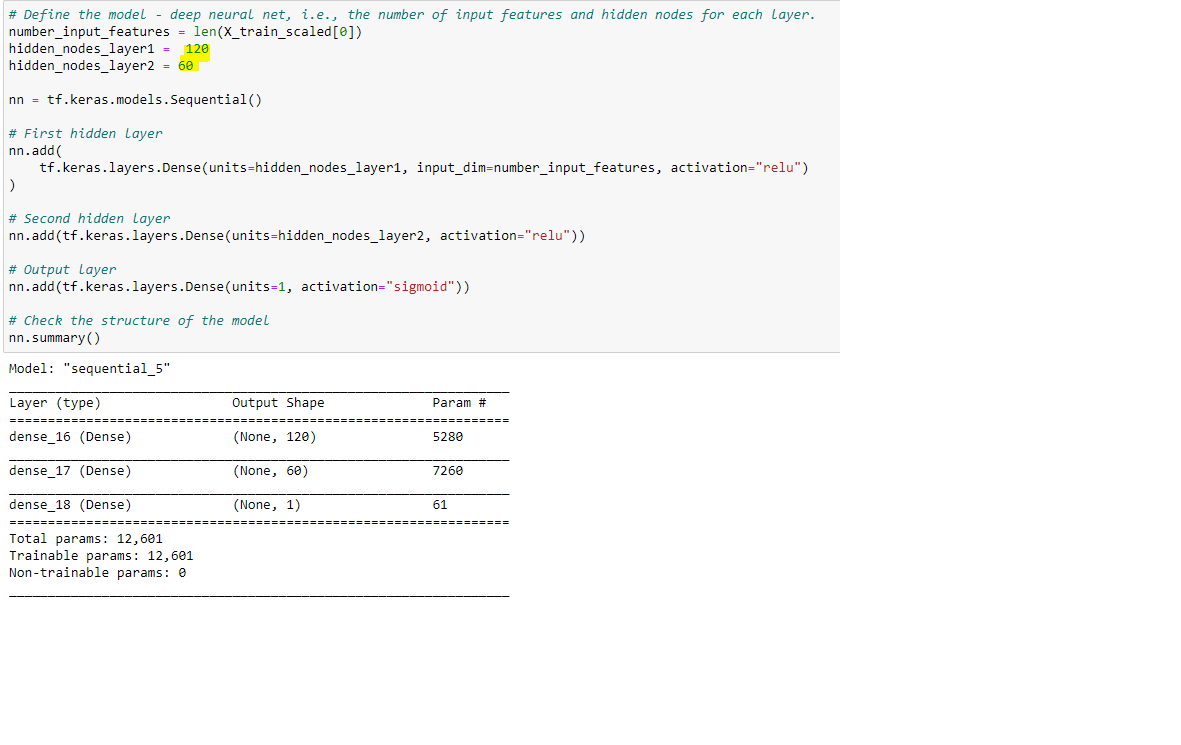 # Define the model - deep neural net, i.e., the number of input features and hidden nodes for each layer.
number_input_features = len(X_train_scaled[0])
hidden_nodes_layer1 =  120
hidden_nodes_layer2 = 60
nn = tf.keras.models.Sequential()
# First hidden layer
nn.add(
    tf.keras.layers.Dense(units=hidden_nodes_layer1, input_dim=number_input_features, activation="relu")
)
# Second hidden layer
nn.add(tf.keras.layers.Dense(units=hidden_nodes_layer2, activation="relu"))
# Output layer
nn.add(tf.keras.layers.Dense(units=1, activation="sigmoid"))
# Check the structure of the model
nn.summary()
Model: "sequential_5"
_________________________________________________________________
Layer (type)                 Output Shape              Param #
=================================================================
dense_16 (Dense)             (None, 120)               5280
_________________________________________________________________
dense_17 (Dense)             (None, 60)                7260
_________________________________________________________________
dense_18 (Dense)             (None, 1)                 61
=================================================================
Total params: 12,601
Trainable params: 12,601
Non-trainable params: 0
_________________________________________________________________